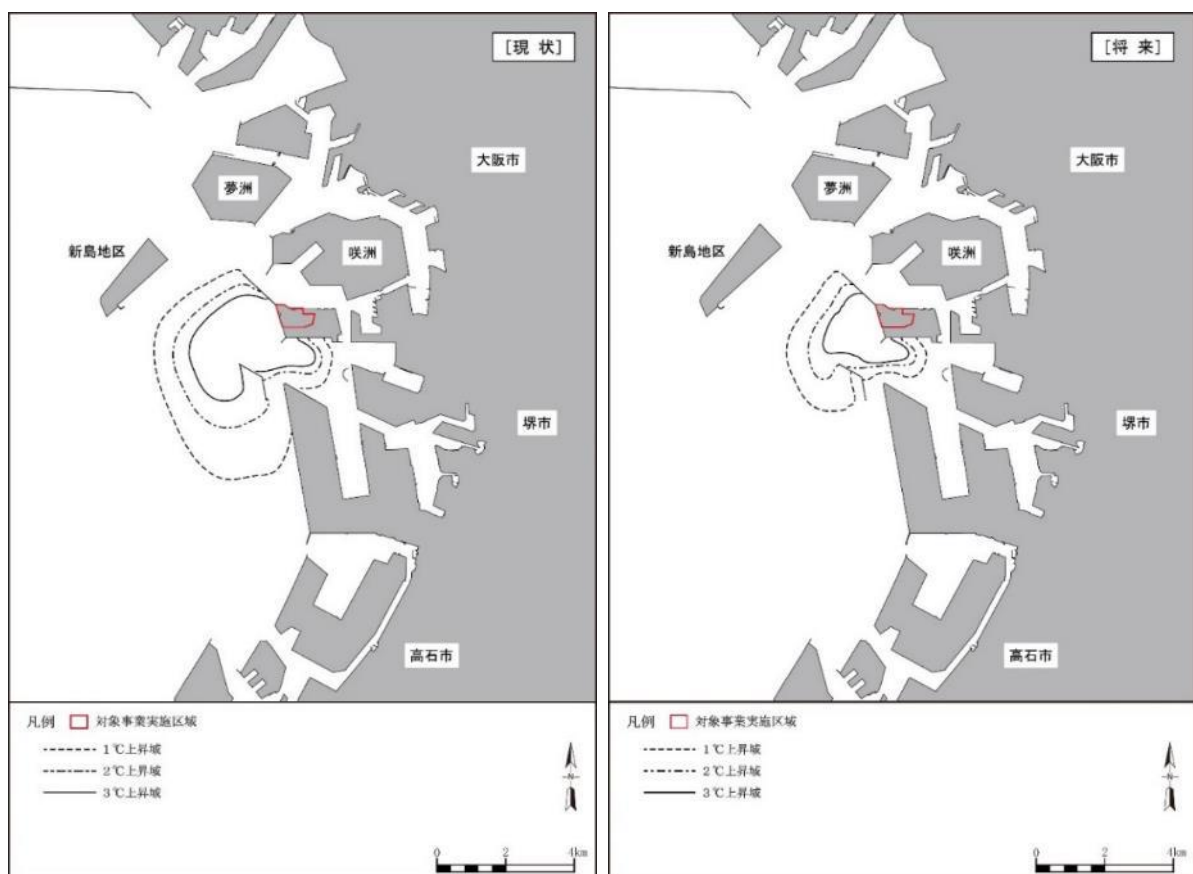 [現状]
大阪市
夢洲
新島地区
咲洲
堺市
高石市
凡例 対象事業実施区域
1℃上昇域
2℃上昇域
3℃上昇域
N
0 2 4km
[将来]
大阪市
夢洲
新島地区
咲洲
堺市
高石市
凡例 対象事業実施区域
1℃上昇域
2℃上昇域
3℃上昇域
N
0 2 4km